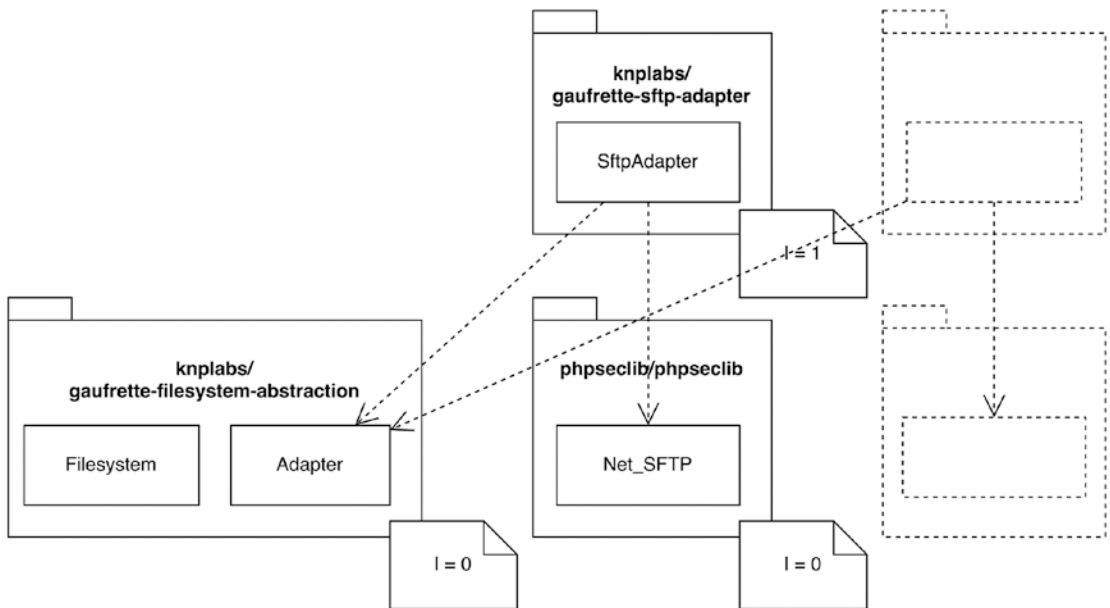 knplabs/
gaufrette-sftp-adapter
SftpAdapter
I = 1
knplabs/
gaufrette-filesystem-abstraction
Filesystem
Adapter
I = 0
phpseclib/phpseclib
Net_SFTP
I = 0